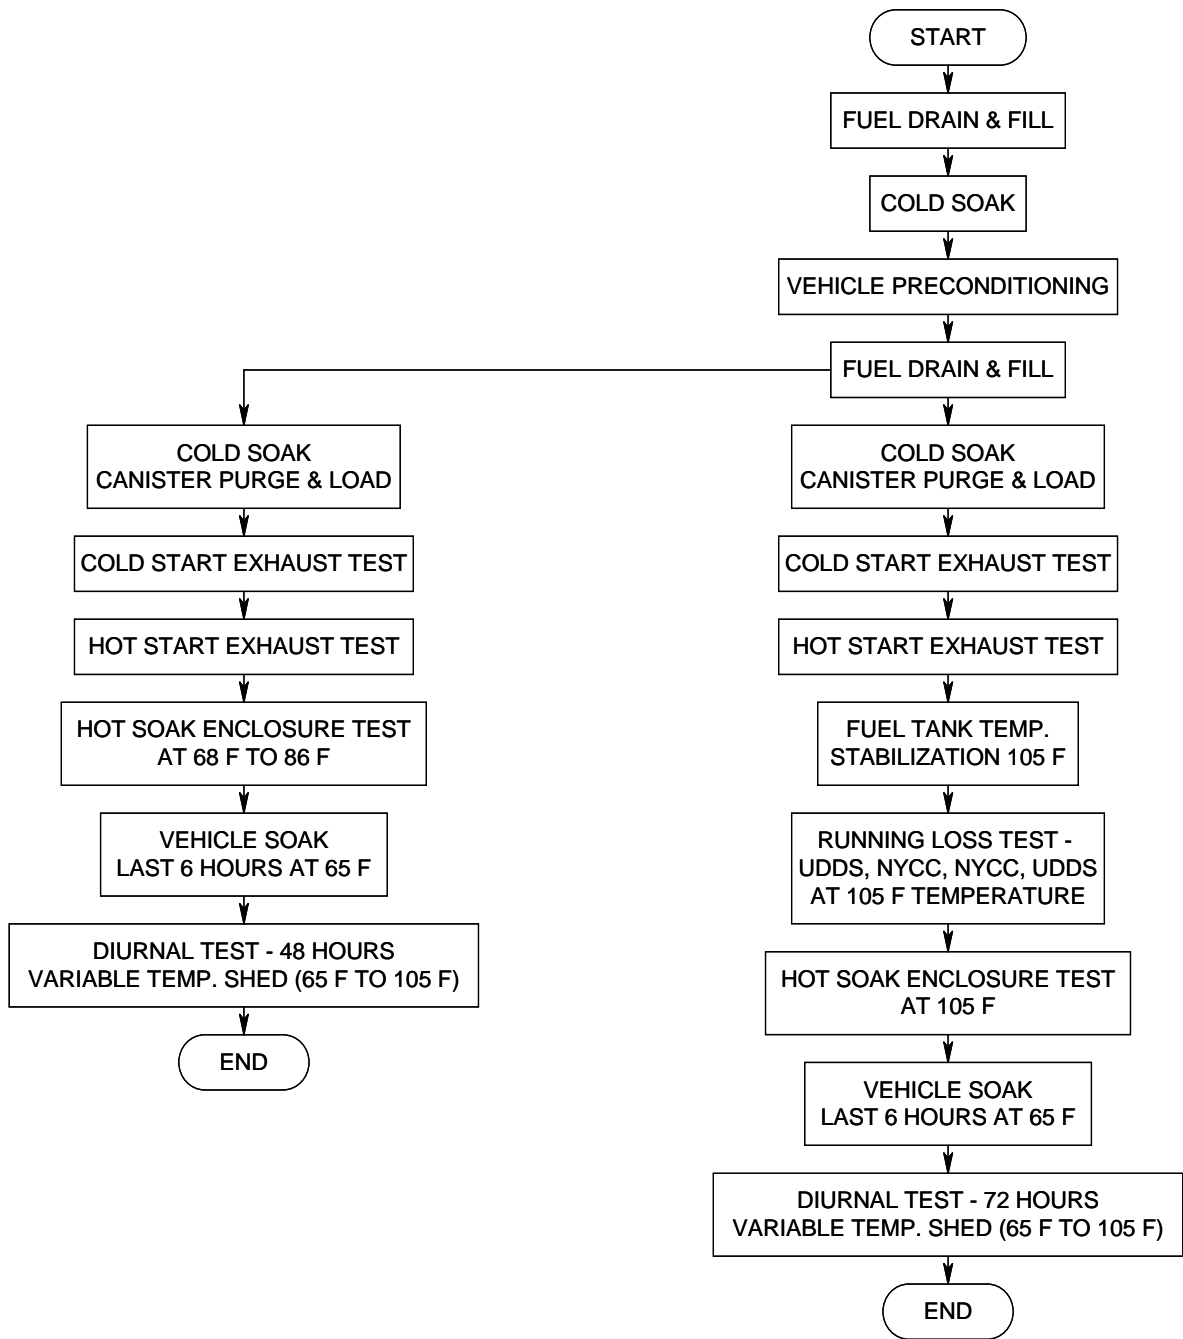 START
FUEL DRAIN & FILL
COLD SOAK
VEHICLE PRECONDITIONING
FUEL DRAIN & FILL
COLD SOAK
CANISTER PURGE & LOAD
COLD START EXHAUST TEST
HOT START EXHAUST TEST
HOT SOAK ENCLOSURE TEST
AT 68 F TO 86 F
VEHICLE SOAK
LAST 6 HOURS AT 65 F
DIURNAL TEST - 48 HOURS
VARIABLE TEMP. SHED (65 F TO 105 F)
END
COLD SOAK
CANISTER PURGE & LOAD
COLD START EXHAUST TEST
HOT START EXHAUST TEST
FUEL TANK TEMP.
STABILIZATION 105 F
RUNNING LOSS TEST -
UDDS, NYCC, NYCC, UDDS
AT 105 F TEMPERATURE
HOT SOAK ENCLOSURE TEST
AT 105 F
VEHICLE SOAK
LAST 6 HOURS AT 65 F
DIURNAL TEST - 72 HOURS
VARIABLE TEMP. SHED (65 F TO 105 F)
END